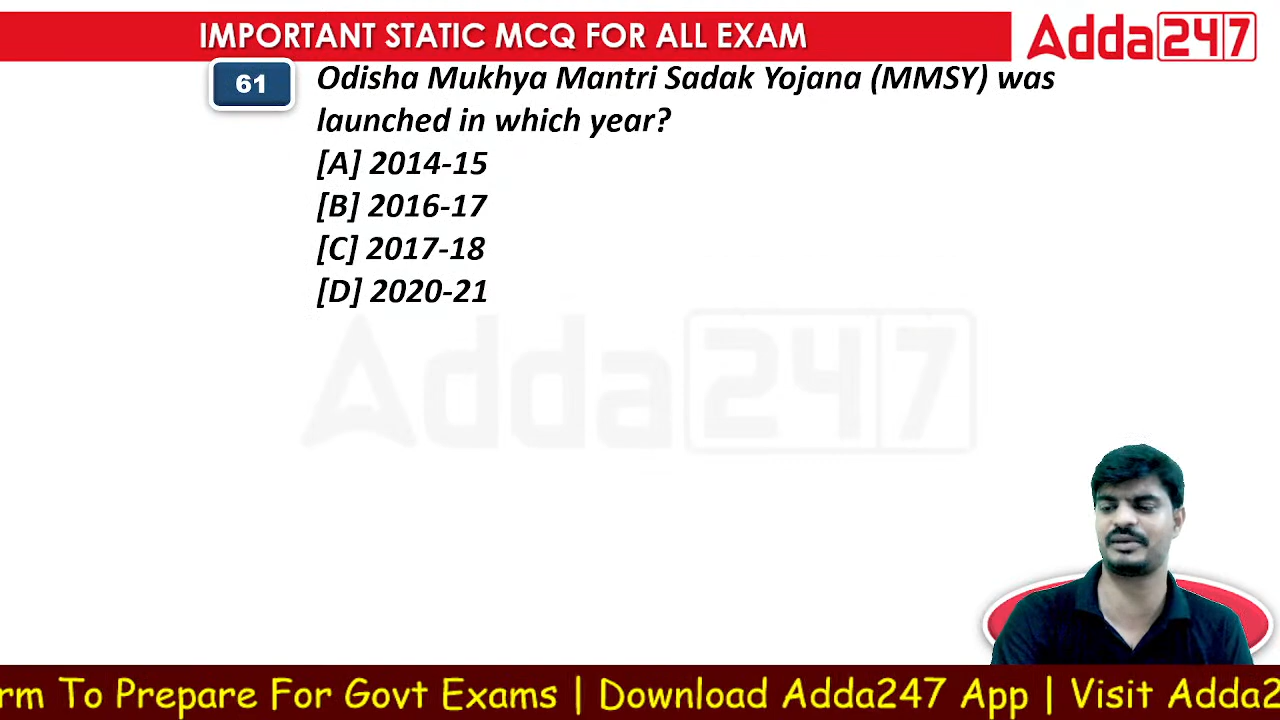 IMPORTANT STATIC MCQ FOR ALL EXAM
Adda247
61
Odisha Mukhya Mantri Sadak Yojana (MMSY) was
launched in which year?
[A] 2014-15
[B] 2016-17
[C] 2017-18
[D] 2020-21
Adda247
rm To Prepare For Govt Exams | Download Adda247 App | Visit Adda2